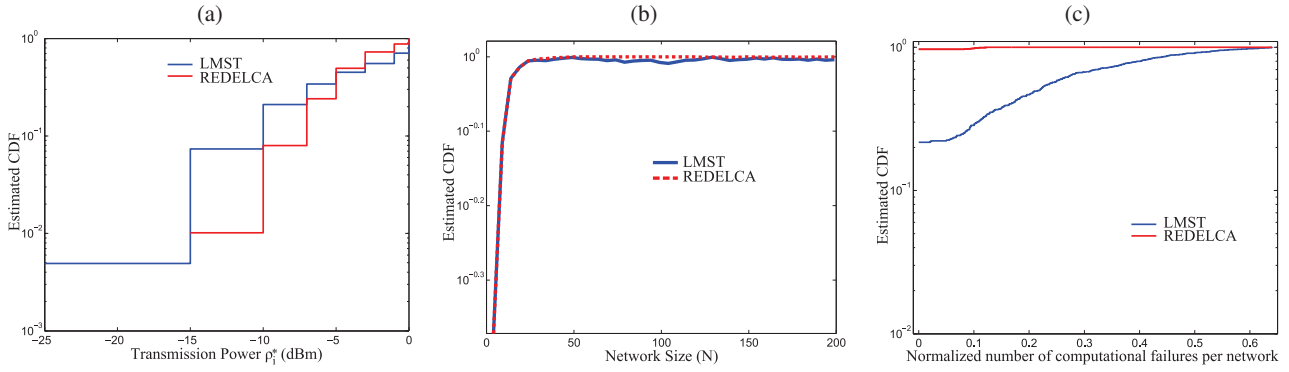 (a)
10^0
10^-1
10^-2
10^-3
Estimated CDF
LMST
REDELCA
−25
−20
−15
−10
−5
0
Transmission Power ρ_i^* (dBm)
(b)
10^0
10^−0.1
10^−0.2
10^−0.3
Estimated CDF
LMST
REDELCA
0
50
100
150
200
Network Size (N)
(c)
10^0
10^-1
10^-2
Estimated CDF
LMST
REDELCA
0
0.1
0.2
0.3
0.4
0.5
0.6
Normalized number of computational failures per network